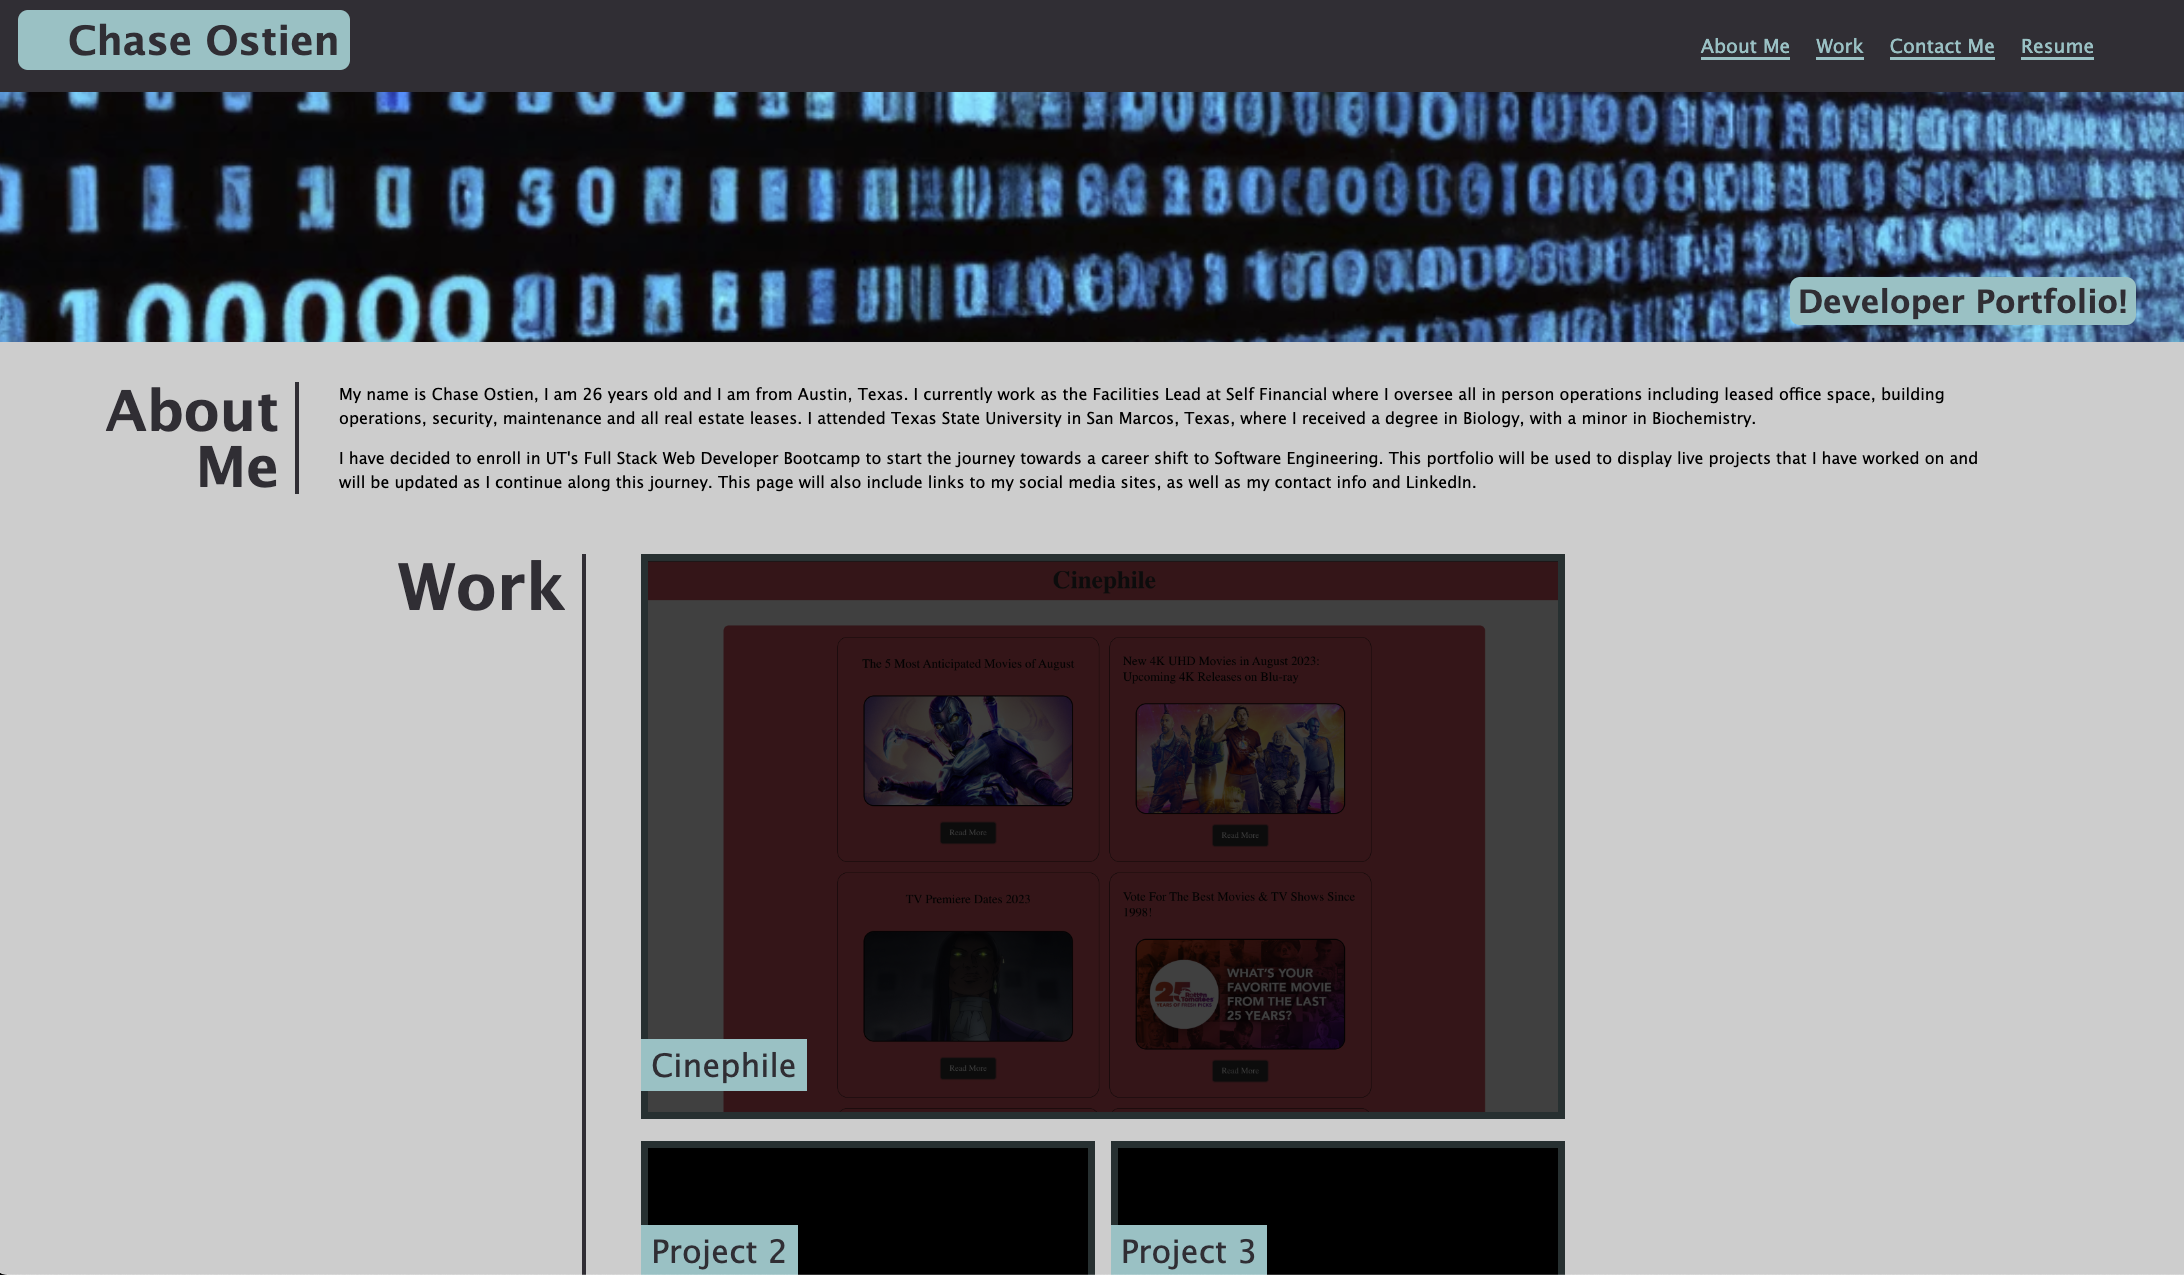 Chase Ostien
About Me Work Contact Me Resume
100000
Developer Portfolio!
About
Me
My name is Chase Ostien, I am 26 years old and I am from Austin, Texas. I currently work as the Facilities Lead at Self Financial where I oversee all in person operations including leased office space, building
operations, security, maintenance and all real estate leases. I attended Texas State University in San Marcos, Texas, where I received a degree in Biology, with a minor in Biochemistry.
I have decided to enroll in UT's Full Stack Web Developer Bootcamp to start the journey towards a career shift to Software Engineering. This portfolio will be used to display live projects that I have worked on and
will be updated as I continue along this journey. This page will also include links to my social media sites, as well as my contact info and LinkedIn.
Work
Cinephile
The 5 Most Anticipated Movies of August
Read More
New 4K UHD Movies in August 2023:
Upcoming 4K Releases on Blu-ray
Read More
TV Premiere Dates 2023
Read More
Vote For The Best Movies & TV Shows Since
1998!
25
Rotten
Tomatoes
YEARS OF FRESH PICKS
WHAT'S YOUR
FAVORITE MOVIE
FROM THE LAST
25 YEARS?
Read More
Cinephile
Project 2
Project 3